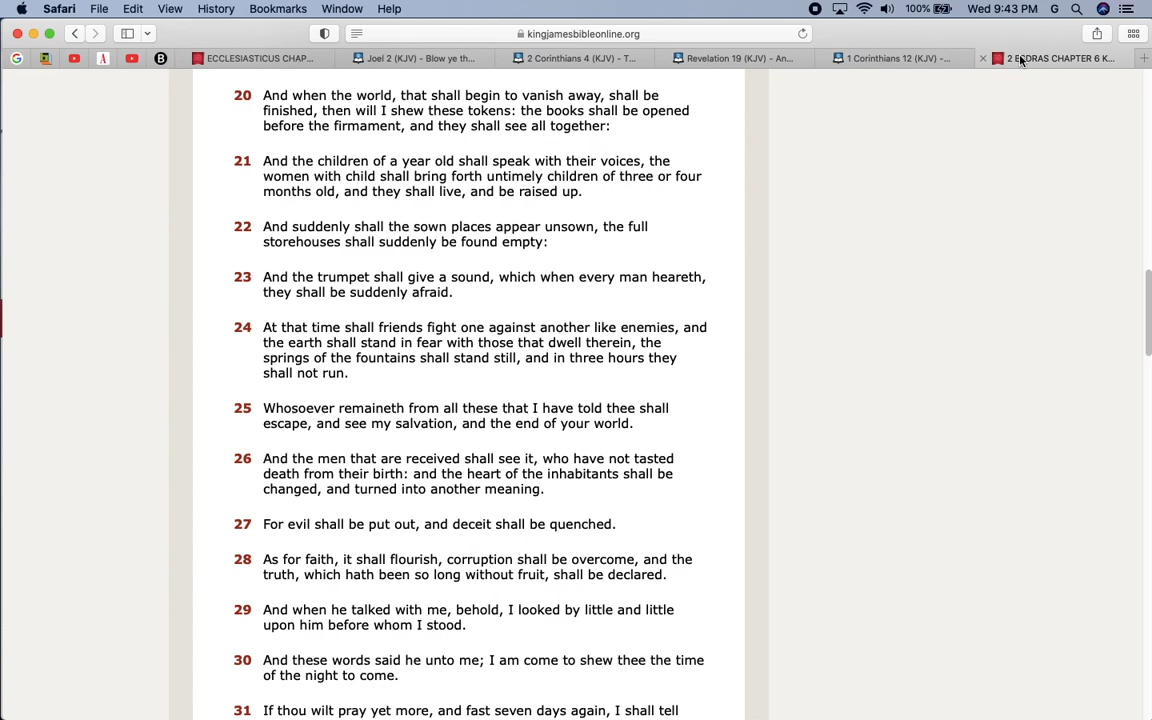 Safari File Edit View History Bookmarks Window Help 100% Wed 9:43 PM G
kingjamesbibleonline.org
ECCLESIASTICUS CHAP... Joel 2 (KJV) - Blow ye th... 2 Corinthians 4 (KJV) - T... Revelation 19 (KJV) - An... 1 Corinthians 12 (KJV) -... 2 ESDRAS CHAPTER 6 K...
20 And when the world, that shall begin to vanish away, shall be
finished, then will I shew these tokens: the books shall be opened
before the firmament, and they shall see all together:
21 And the children of a year old shall speak with their voices, the
women with child shall bring forth untimely children of three or four
months old, and they shall live, and be raised up.
22 And suddenly shall the sown places appear unsown, the full
storehouses shall suddenly be found empty:
23 And the trumpet shall give a sound, which when every man heareth,
they shall be suddenly afraid.
24 At that time shall friends fight one against another like enemies, and
the earth shall stand in fear with those that dwell therein, the
springs of the fountains shall stand still, and in three hours they
shall not run.
25 Whosoever remaineth from all these that I have told thee shall
escape, and see my salvation, and the end of your world.
26 And the men that are received shall see it, who have not tasted
death from their birth: and the heart of the inhabitants shall be
changed, and turned into another meaning.
27 For evil shall be put out, and deceit shall be quenched.
28 As for faith, it shall flourish, corruption shall be overcome, and the
truth, which hath been so long without fruit, shall be declared.
29 And when he talked with me, behold, I looked by little and little
upon him before whom I stood.
30 And these words said he unto me; I am come to shew thee the time
of the night to come.
31 If thou wilt pray yet more, and fast seven days again, I shall tell